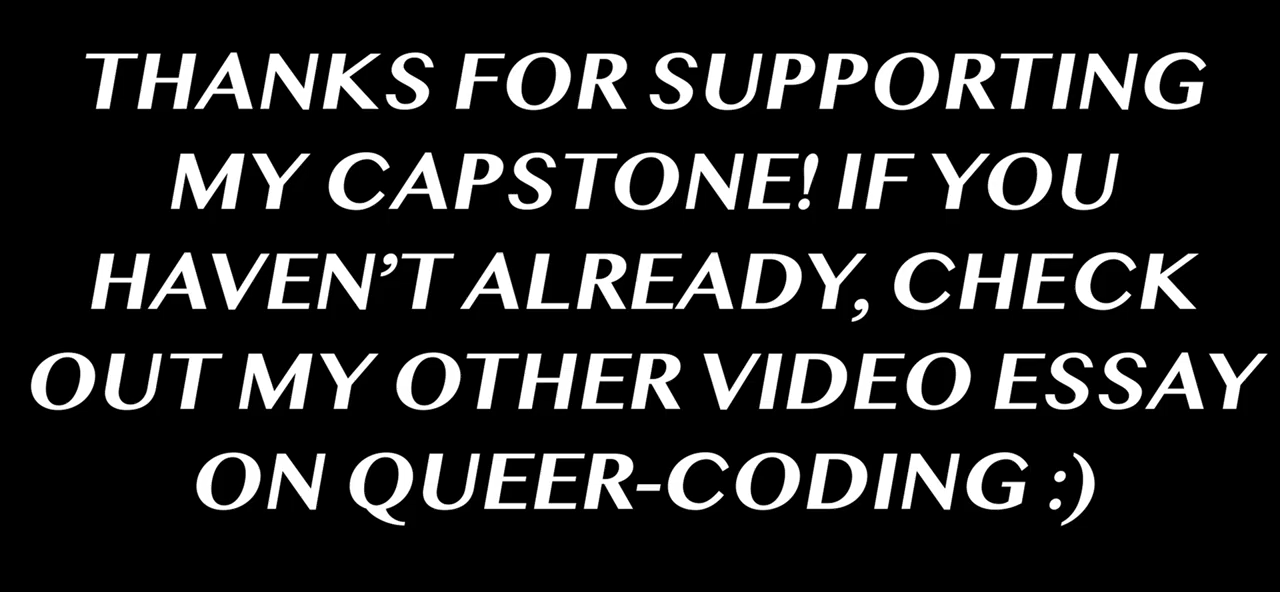 THANKS FOR SUPPORTING
MY CAPSTONE! IF YOU
HAVEN'T ALREADY, CHECK
OUT MY OTHER VIDEO ESSAY
ON QUEER-CODING :)